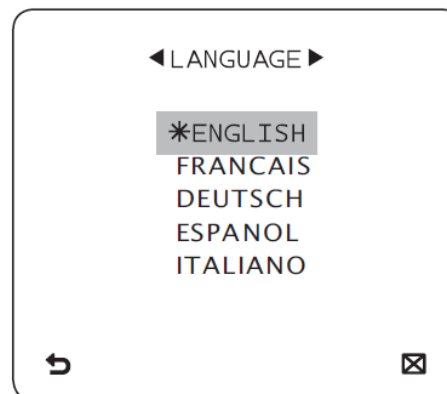 ◀LANGUAGE▶
✳ENGLISH
FRANCAIS
DEUTSCH
ESPANOL
ITALIANO